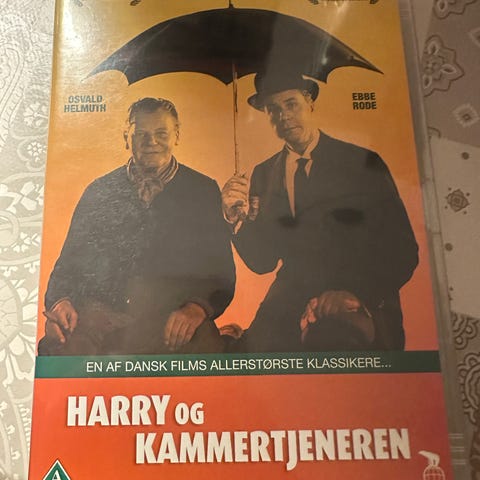 OSVALD
HELMUTH
EBBE
RODE
EN AF DANSK FILMS ALLERSTØRSTE KLASSIKERE...
HARRY OG
KAMMERTJENEREN
A